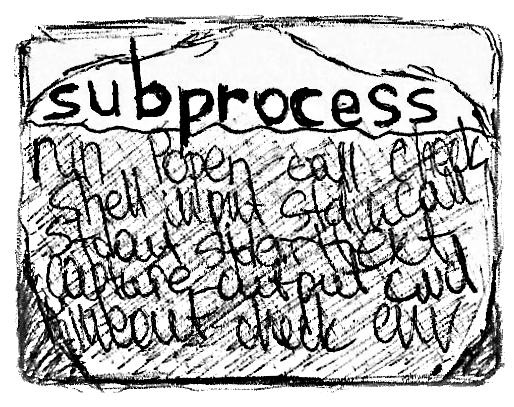 subprocess
run Popen call check
shell input stdin call
stdout stderr text
capture-output cwd
timeout check env